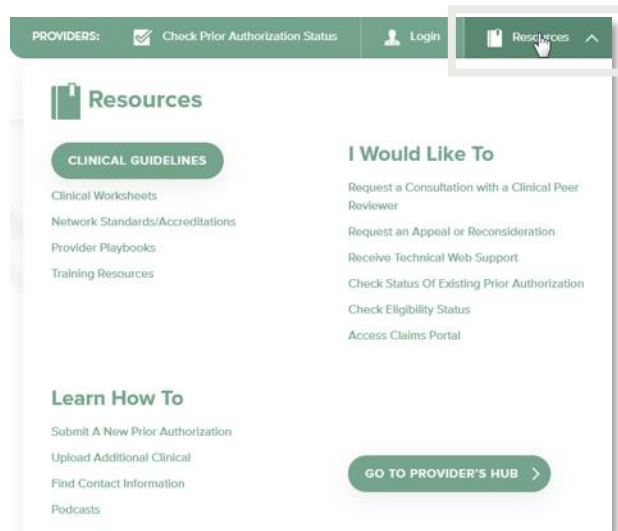 PROVIDERS:
Check Prior Authorization Status
Login
Resources
Resources
CLINICAL GUIDELINES
Clinical Worksheets
Network Standards/Accreditations
Provider Playbooks
Training Resources
I Would Like To
Request a Consultation with a Clinical Peer
Reviewer
Request an Appeal or Reconsideration
Receive Technical Web Support
Check Status Of Existing Prior Authorization
Check Eligibility Status
Access Claims Portal
Learn How To
Submit A New Prior Authorization
Upload Additional Clinical
Find Contact Information
Podcasts
GO TO PROVIDER'S HUB